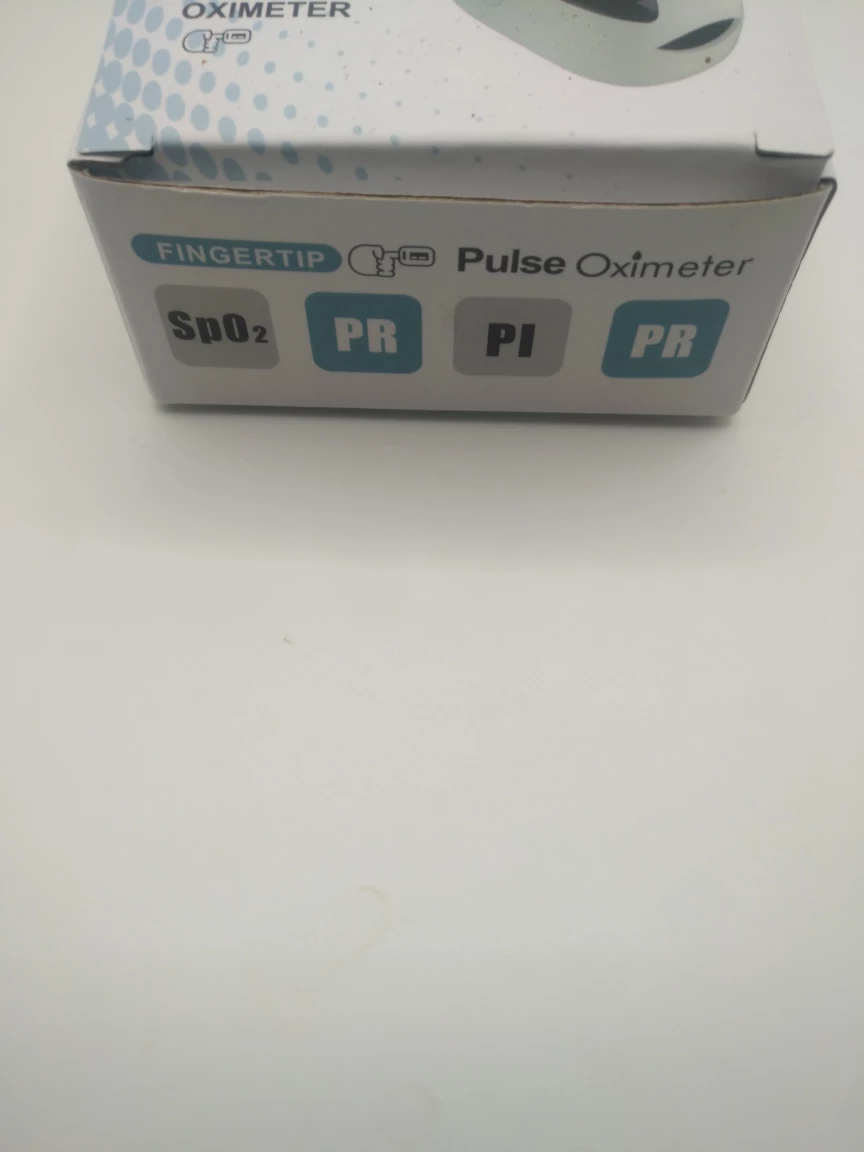 OXIMETER
FINGERTIP Pulse Oximeter
SpO₂ PR PI PR